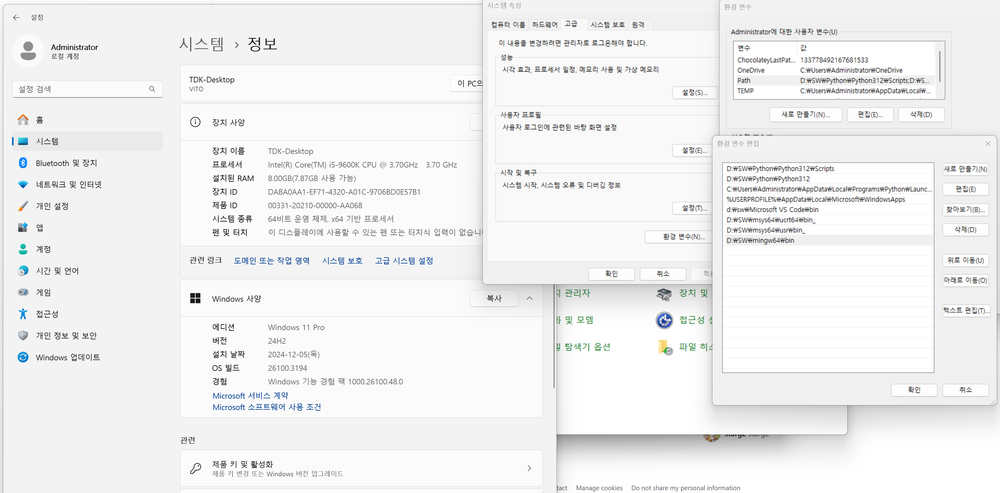 설정
Administrator
로컬 계정
설정 검색
홈
시스템
Bluetooth 및 장치
네트워크 및 인터넷
개인 설정
앱
계정
시간 및 언어
게임
접근성
개인 정보 및 보안
Windows 업데이트
시스템 › 정보
TDK-Desktop
VITO
이 PC의
장치 사양
장치 이름 TDK-Desktop
프로세서 Intel(R) Core(TM) i5-9600K CPU @ 3.70GHz 3.70 GHz
설치된 RAM 8.00GB(7.87GB 사용 가능)
장치 ID DABA0AA1-EF71-4320-A01C-9706BD0E57B1
제품 ID 00331-20210-00000-AA068
시스템 종류 64비트 운영 체제, x64 기반 프로세서
펜 및 터치 이 디스플레이에 사용할 수 있는 펜 또는 터치식 입력이 없습니
관련 링크 도메인 또는 작업 영역 시스템 보호 고급 시스템 설정
Windows 사양
복사
에디션 Windows 11 Pro
버전 24H2
설치 날짜 2024-12-05(목)
OS 빌드 26100.3194
경험 Windows 기능 경험 팩 1000.26100.48.0
Microsoft 서비스 계약
Microsoft 소프트웨어 사용 조건
관련
제품 키 및 활성화
제품 키 변경 또는 Windows 버전 업그레이드
시스템 속성
컴퓨터 이름 하드웨어 고급 시스템 보호 원격
이 내용을 변경하려면 관리자로 로그온해야 합니다.
성능
시각 효과, 프로세서 일정, 메모리 사용 및 가상 메모리
설정(S)...
사용자 프로필
사용자 로그인에 관련된 바탕 화면 설정
설정(E)...
시작 및 복구
시스템 시작, 시스템 오류 및 디버깅 정보
설정(T)...
환경 변수(N)...
확인 취소
관리자
장치 및
및 모뎀
접근성
탐색기 옵션
파일
환경 변수
Administrator에 대한 사용자 변수(U)
변수 값
ChocolateyLastPat... 133778492167681533
OneDrive C:₩Users₩Administrator₩OneDrive
Path D:₩SW₩Python₩Python312₩Scripts;D:₩S...
TEMP C:₩Users₩Administrator₩AppData₩Local₩...
새로 만들기(N)... 편집(E)... 삭제(D)
환경 변수 편집
D:₩SW₩Python₩Python312₩Scripts
D:₩SW₩Python₩Python312
C:₩Users₩Administrator₩AppData₩Local₩Programs₩Python₩Launc...
%USERPROFILE%₩AppData₩Local₩Microsoft₩WindowsApps
d:₩sw₩Microsoft VS Code₩bin
D:₩SW₩msys64₩ucrt64₩bin_
D:₩SW₩msys64₩usr₩bin_
D:₩SW₩mingw64₩bin
새로 만들기(N)
편집(E)
찾아보기(B)...
삭제(D)
위로 이동(U)
아래로 이동(O)
텍스트 편집(T)...
확인 취소
tact Manage cookies Do not share my personal information